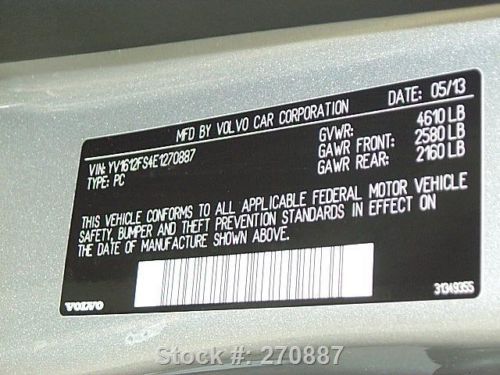 DATE: 05/13
MFD BY VOLVO CAR CORPORATION
GVWR: 4610 LB
GAWR FRONT: 2580 LB
GAWR REAR: 2160 LB
VIN: YV1612FS4E1270887
TYPE: PC
THIS VEHICLE CONFORMS TO ALL APPLICABLE FEDERAL MOTOR VEHICLE
SAFETY, BUMPER AND THEFT PREVENTION STANDARDS IN EFFECT ON
THE DATE OF MANUFACTURE SHOWN ABOVE.
VOLVO
31349355
Stock #: 270887